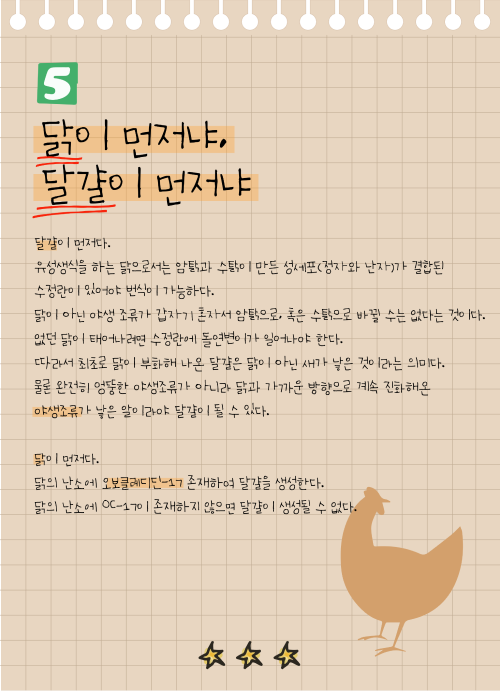 5
닭이 먼저냐,
달걀이 먼저냐
달걀이 먼저다.
유성생식을 하는 닭으로서는 암탉과 수탉이 만든 성세포(정자와 난자)가 결합된
수정란이 있어야 번식이 가능하다.
닭이 아닌 야생 조류가 갑자기 혼자서 암탉으로, 혹은 수탉으로 바뀔 수는 없다는 것이다.
없던 닭이 태어나려면 수정란에 돌연변이가 일어나야 한다.
따라서 최초로 닭이 부화해 나온 달걀은 닭이 아닌 새가 낳은 것이라는 의미다.
물론 완전히 엉뚱한 야생조류가 아니라 닭과 가까운 방향으로 계속 진화해온
야생조류가 낳은 알이라야 달걀이 될 수 있다.
닭이 먼저다.
닭의 난소에 오보클레디딘-17 존재하여 달걀을 생성한다.
닭의 난소에 OC-17이 존재하지 않으면 달걀이 생성될 수 없다.